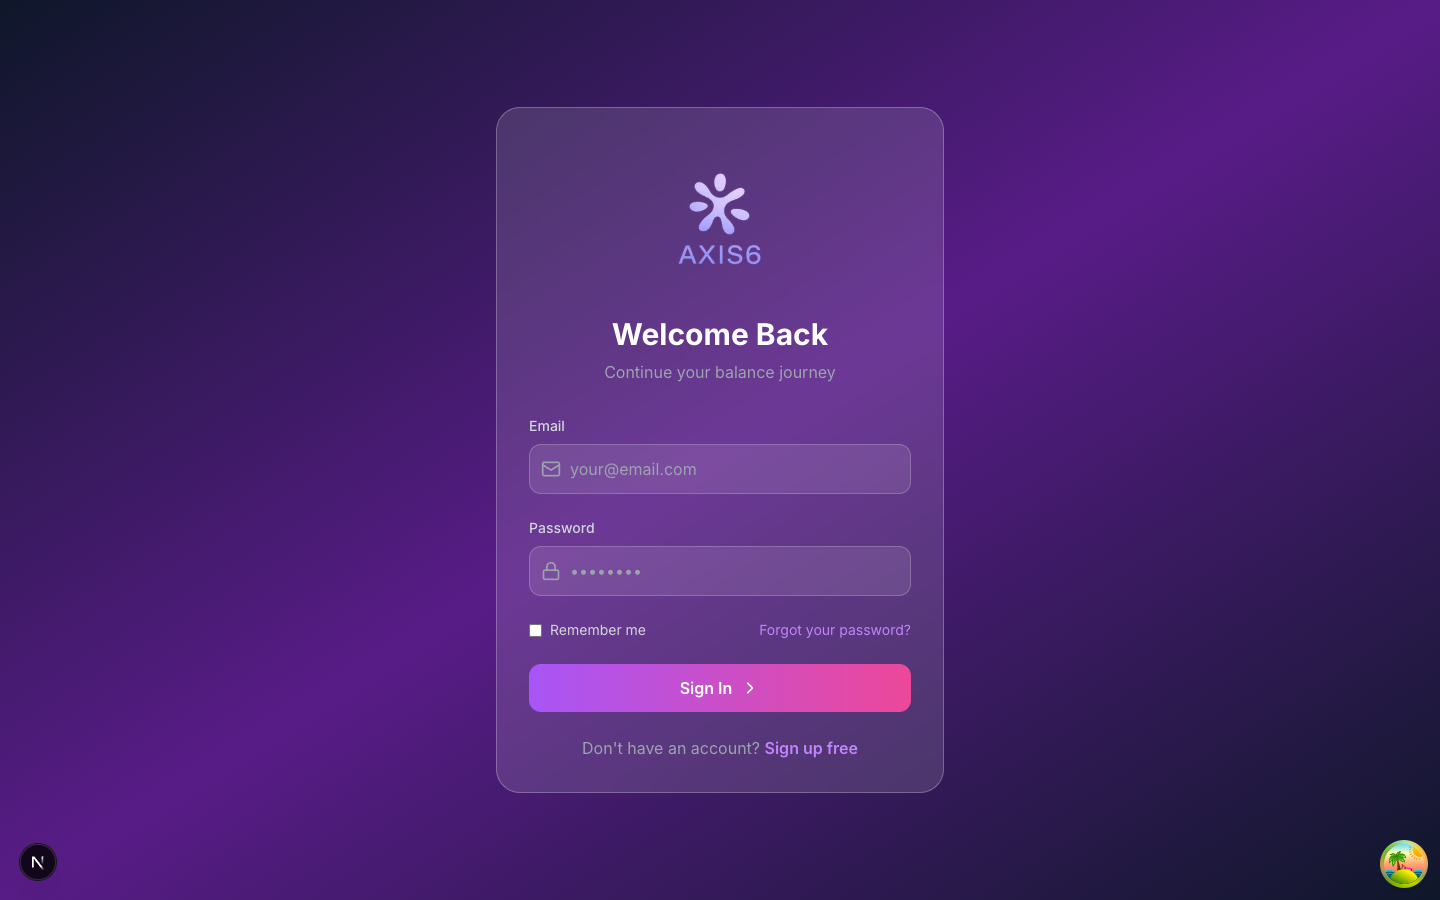 AXIS6
Welcome Back
Continue your balance journey
Email
your@email.com
Password
••••••••
Remember me
Forgot your password?
Sign In
Don't have an account? Sign up free
N